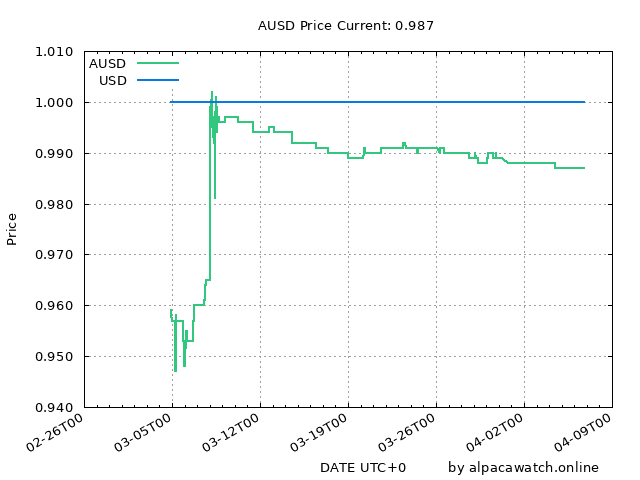 AUSD Price Current: 0.987
1.010
AUSD
USD
1.000
0.990
0.980
0.970
0.960
0.950
0.940
Price
02-26T00
03-05T00
03-12T00
03-19T00
03-26T00
04-02T00
04-09T00
DATE UTC+0
by alpacawatch.online